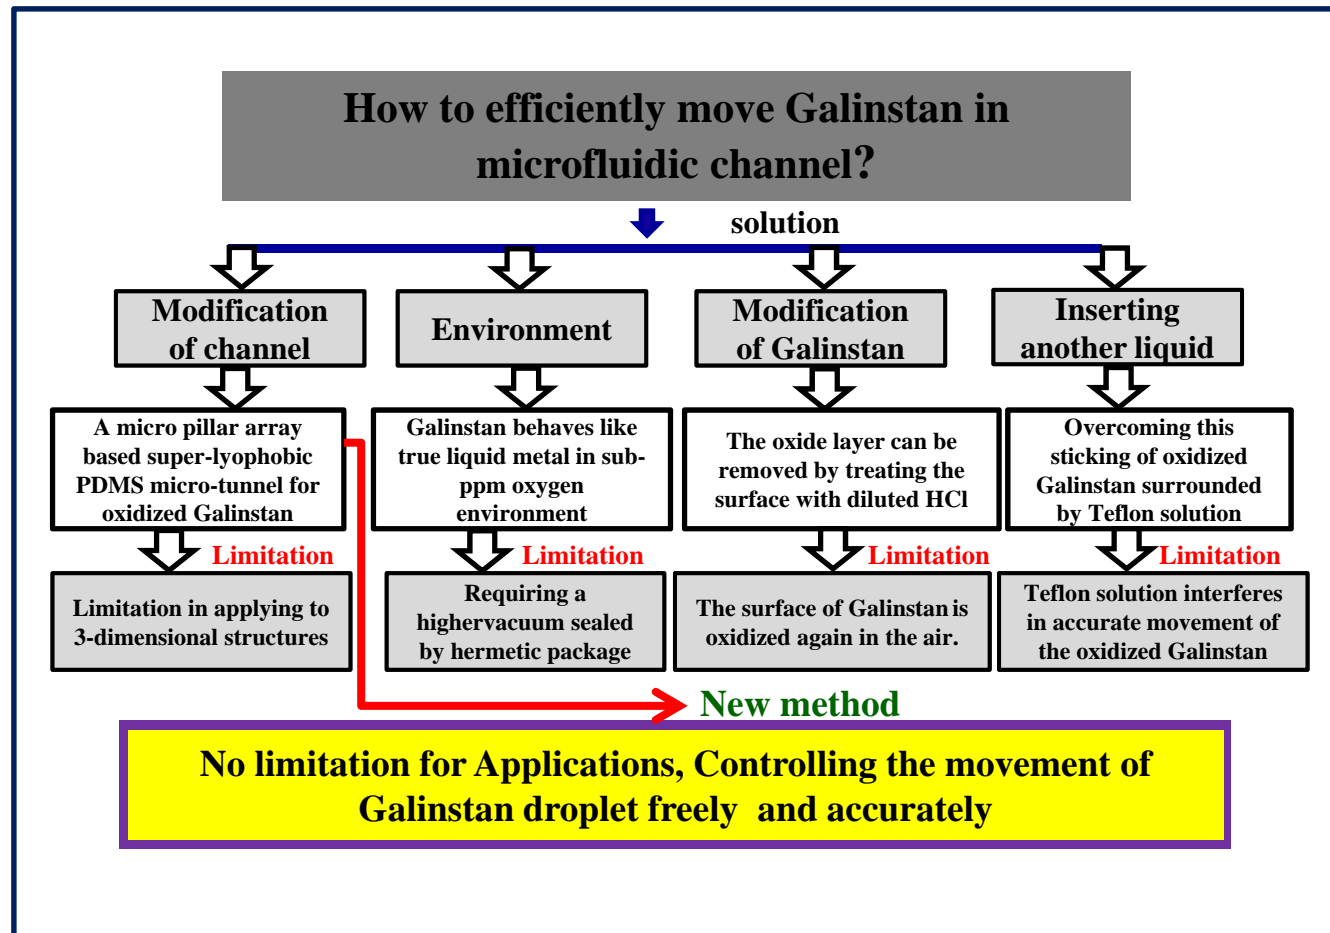 How to efficiently move Galinstan in
microfluidic channel?
solution
Modification
of channel
Environment
Modification
of Galinstan
Inserting
another liquid
A micro pillar array
based super-lyophobic
PDMS micro-tunnel for
oxidized Galinstan
Galinstan behaves like
true liquid metal in sub-
ppm oxygen
environment
The oxide layer can be
removed by treating the
surface with diluted HCl
Overcoming this
sticking of oxidized
Galinstan surrounded
by Teflon solution
Limitation
Limitation
Limitation
Limitation
Limitation in applying to
3-dimensional structures
Requiring a
highervacuum sealed
by hermetic package
The surface of Galinstan is
oxidized again in the air.
Teflon solution interferes
in accurate movement of
the oxidized Galinstan
New method
No limitation for Applications, Controlling the movement of
Galinstan droplet freely and accurately